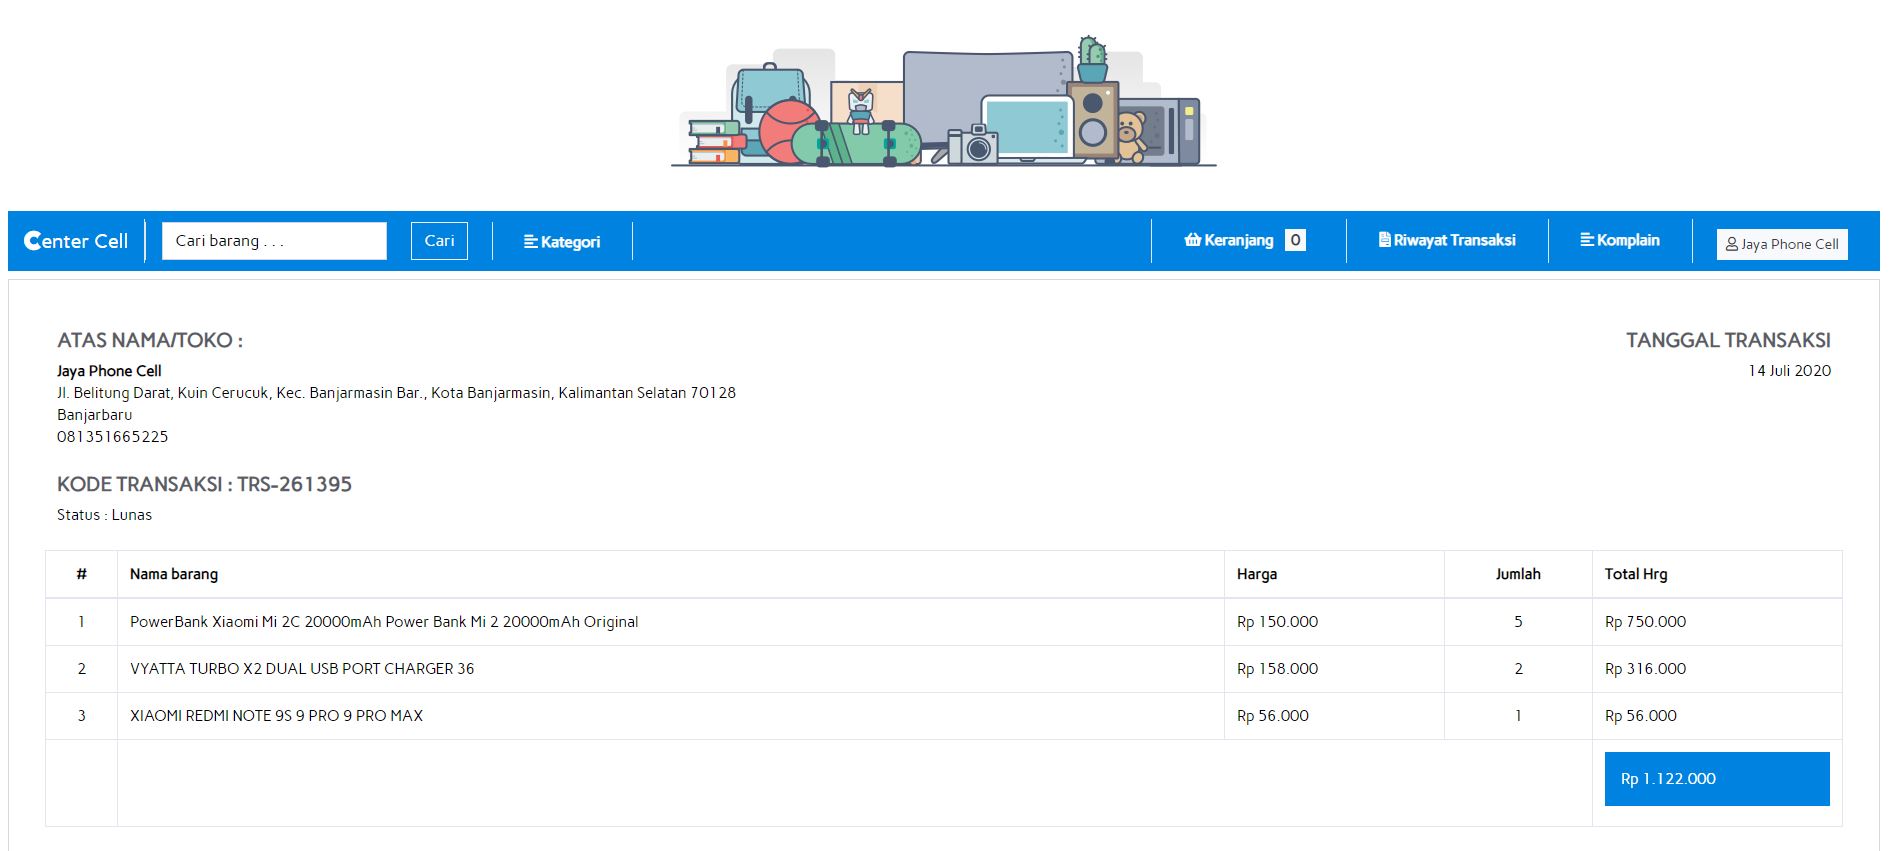 Center Cell Cari barang . . . Cari Kategori Keranjang 0 Riwayat Transaksi Komplain Jaya Phone Cell
ATAS NAMA/TOKO : TANGGAL TRANSAKSI
Jaya Phone Cell 14 Juli 2020
Jl. Belitung Darat, Kuin Cerucuk, Kec. Banjarmasin Bar., Kota Banjarmasin, Kalimantan Selatan 70128
Banjarbaru
081351665225
KODE TRANSAKSI : TRS-261395
Status : Lunas
# Nama barang Harga Jumlah Total Hrg
1 PowerBank Xiaomi Mi 2C 20000mAh Power Bank Mi 2 20000mAh Original Rp 150.000 5 Rp 750.000
2 VYATTA TURBO X2 DUAL USB PORT CHARGER 36 Rp 158.000 2 Rp 316.000
3 XIAOMI REDMI NOTE 9S 9 PRO 9 PRO MAX Rp 56.000 1 Rp 56.000
Rp 1.122.000